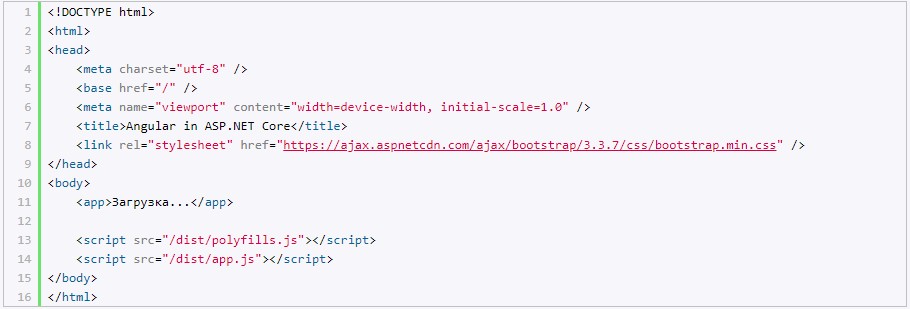 1 <!DOCTYPE html>
2 <html>
3 <head>
4     <meta charset="utf-8" />
5     <base href="/" />
6     <meta name="viewport" content="width=device-width, initial-scale=1.0" />
7     <title>Angular in ASP.NET Core</title>
8     <link rel="stylesheet" href="https://ajax.aspnetcdn.com/ajax/bootstrap/3.3.7/css/bootstrap.min.css" />
9 </head>
10 <body>
11     <app>Загрузка...</app>
12
13     <script src="/dist/polyfills.js"></script>
14     <script src="/dist/app.js"></script>
15 </body>
16 </html>